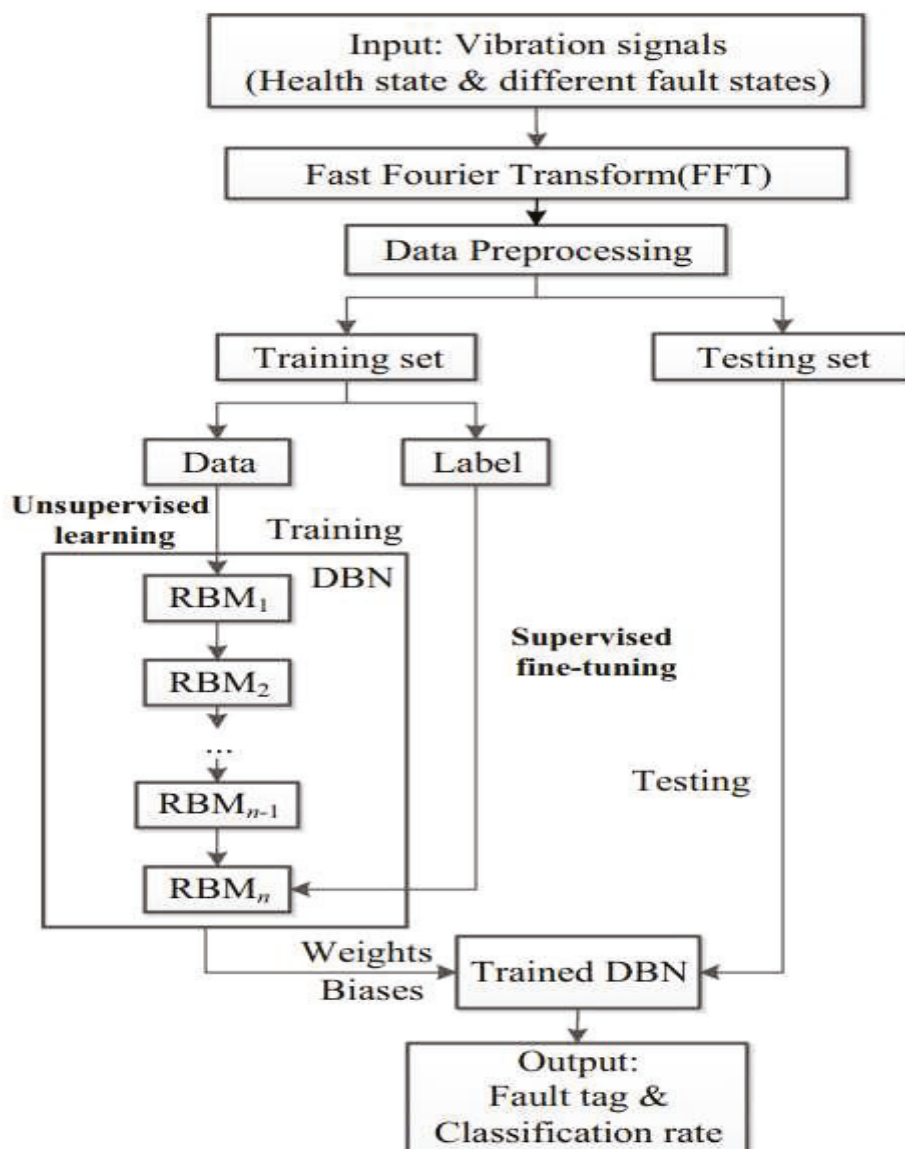 Input: Vibration signals
(Health state & different fault states)
Fast Fourier Transform(FFT)
Data Preprocessing
Training set
Testing set
Data
Label
Unsupervised
learning
Training
DBN
RBM1
RBM2
...
RBMn-1
RBMn
Supervised
fine-tuning
Testing
Weights
Biases
Trained DBN
Output:
Fault tag &
Classification rate